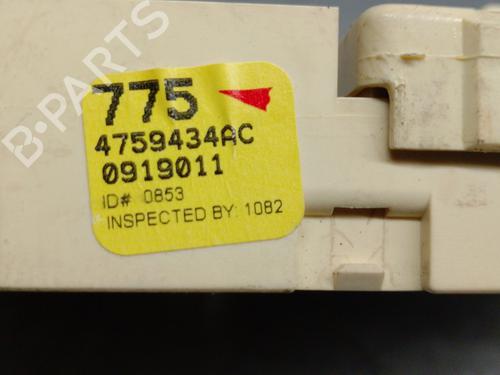 B-PARTS
775
4759434AC
0919011
ID# 0853
INSPECTED BY: 1082